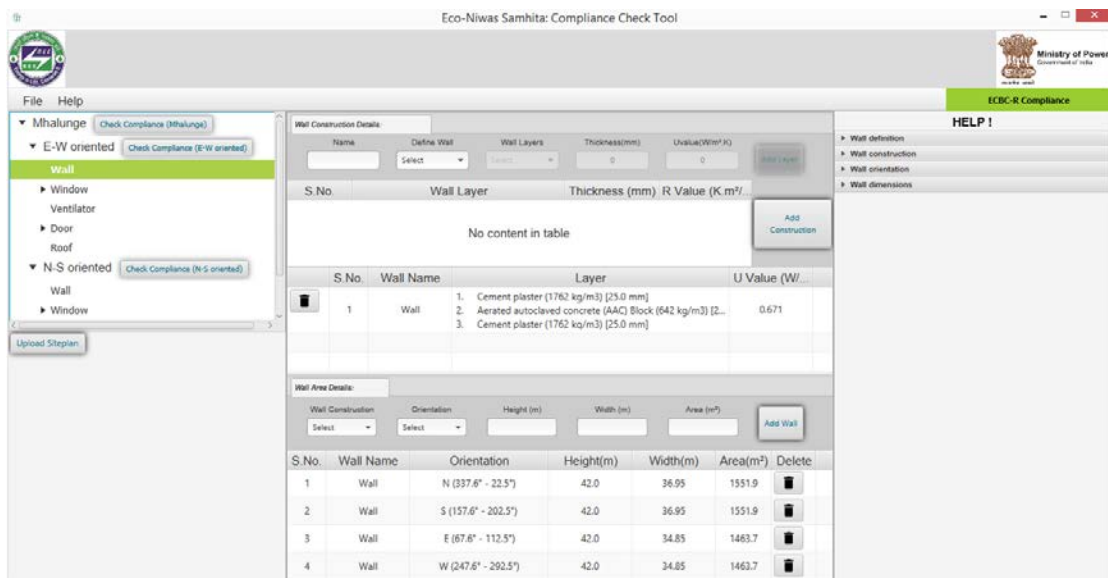 Eco-Niwas Samhita: Compliance Check Tool
Ministry of Power
Government of India
File Help
ECBC-R Compliance
Mhalunge Check Compliance (Mhalunge)
E-W oriented Check Compliance (E-W oriented)
Wall
Window
Ventilator
Door
Roof
N-S oriented Check Compliance (N-S oriented)
Wall
Window
Upload Siteplan
Wall Construction Details:
Name Define Wall Wall Layers Thickness(mm) Uvalue(W/m².K)
Select Select 0 0 Add Layer
S.No. Wall Layer Thickness (mm) R Value (K.m²/..
No content in table
Add Construction
S.No. Wall Name Layer U Value (W/...
1 Wall 0.671
1. Cement plaster (1762 kg/m3) [25.0 mm]
2. Aerated autoclaved concrete (AAC) Block (642 kg/m3) [2...
3. Cement plaster (1762 kg/m3) [25.0 mm]
Wall Area Details:
Wall Construction Orientation Height (m) Width (m) Area (m²)
Select Select Add Wall
S.No. Wall Name Orientation Height(m) Width(m) Area(m²) Delete
1 Wall N (337.6° - 22.5°) 42.0 36.95 1551.9
2 Wall S (157.6° - 202.5°) 42.0 36.95 1551.9
3 Wall E (67.6° - 112.5°) 42.0 34.85 1463.7
4 Wall W (247.6° - 292.5°) 42.0 34.85 1463.7
HELP !
Wall definition
Wall construction
Wall orientation
Wall dimensions